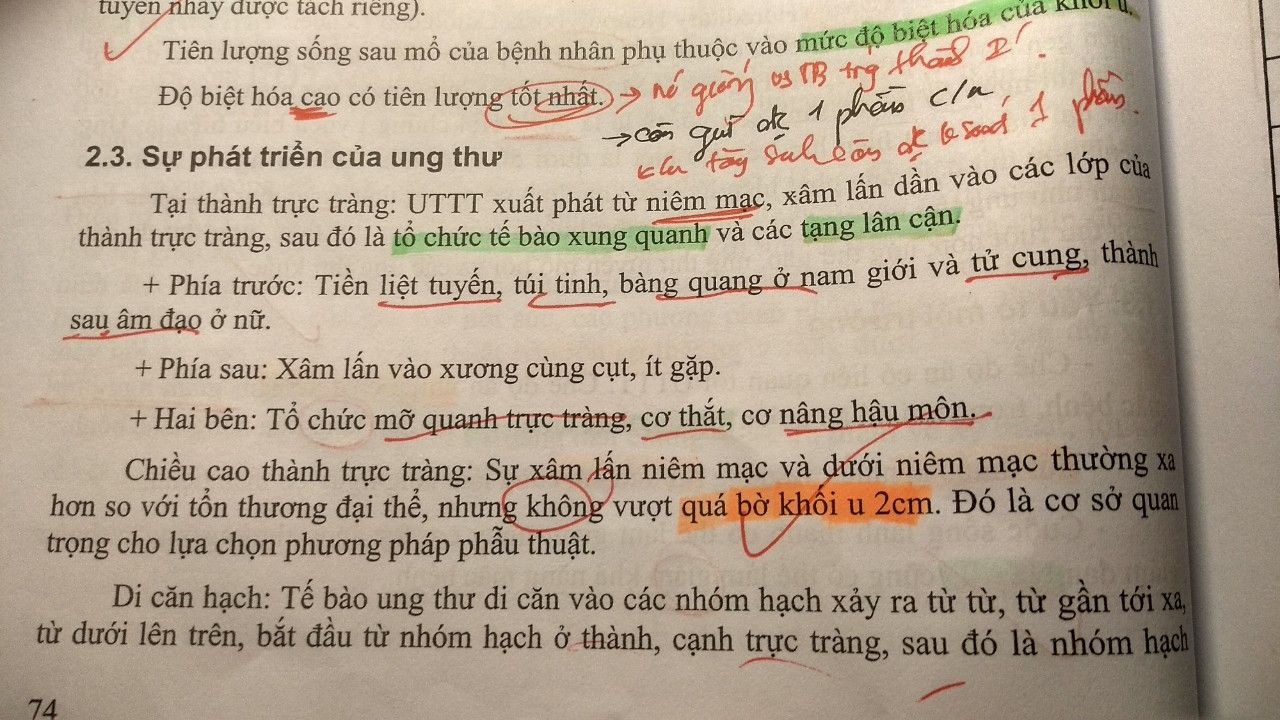 tuyến nhầy được tách riêng).
Tiên lượng sống sau mổ của bệnh nhân phụ thuộc vào mức độ biệt hóa của khối u.
Độ biệt hóa cao có tiên lượng tốt nhất. → nó giống vs TB trg thành
→ còn giữ đc 1 phần c/n
2.3. Sự phát triển của ung thư
Tại thành trực tràng: UTTT xuất phát từ niêm mạc, xâm lấn dần vào các lớp của
thành trực tràng, sau đó là tổ chức tế bào xung quanh và các tạng lân cận.
+ Phía trước: Tiền liệt tuyến, túi tinh, bàng quang ở nam giới và tử cung, thành
sau âm đạo ở nữ.
+ Phía sau: Xâm lấn vào xương cùng cụt, ít gặp.
+ Hai bên: Tổ chức mỡ quanh trực tràng, cơ thắt, cơ nâng hậu môn.
Chiều cao thành trực tràng: Sự xâm lấn niêm mạc và dưới niêm mạc thường xa
hơn so với tổn thương đại thể, nhưng không vượt quá bờ khối u 2cm. Đó là cơ sở quan
trọng cho lựa chọn phương pháp phẫu thuật.
Di căn hạch: Tế bào ung thư di căn vào các nhóm hạch xảy ra từ từ, từ gần tới xa,
từ dưới lên trên, bắt đầu từ nhóm hạch ở thành, cạnh trực tràng, sau đó là nhóm hạch
74